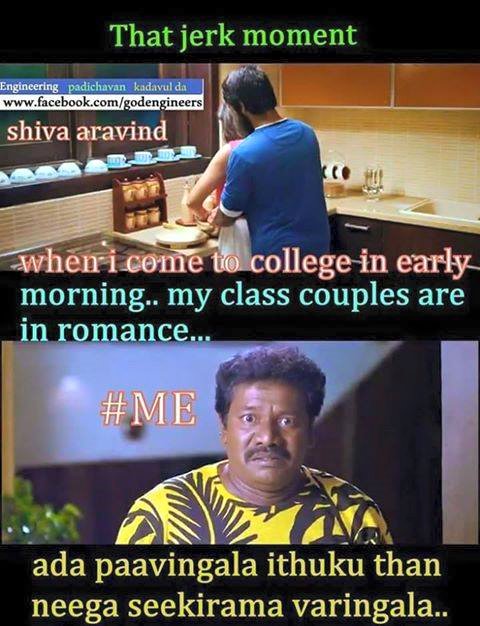 That jerk moment
Engineering padichavan kadavul da
www.facebook.com/godengineers
shiva aravind
when i come to college in early
morning.. my class couples are
in romance...
#ME
ada paavingala ithuku than
neega seekirama varingala..